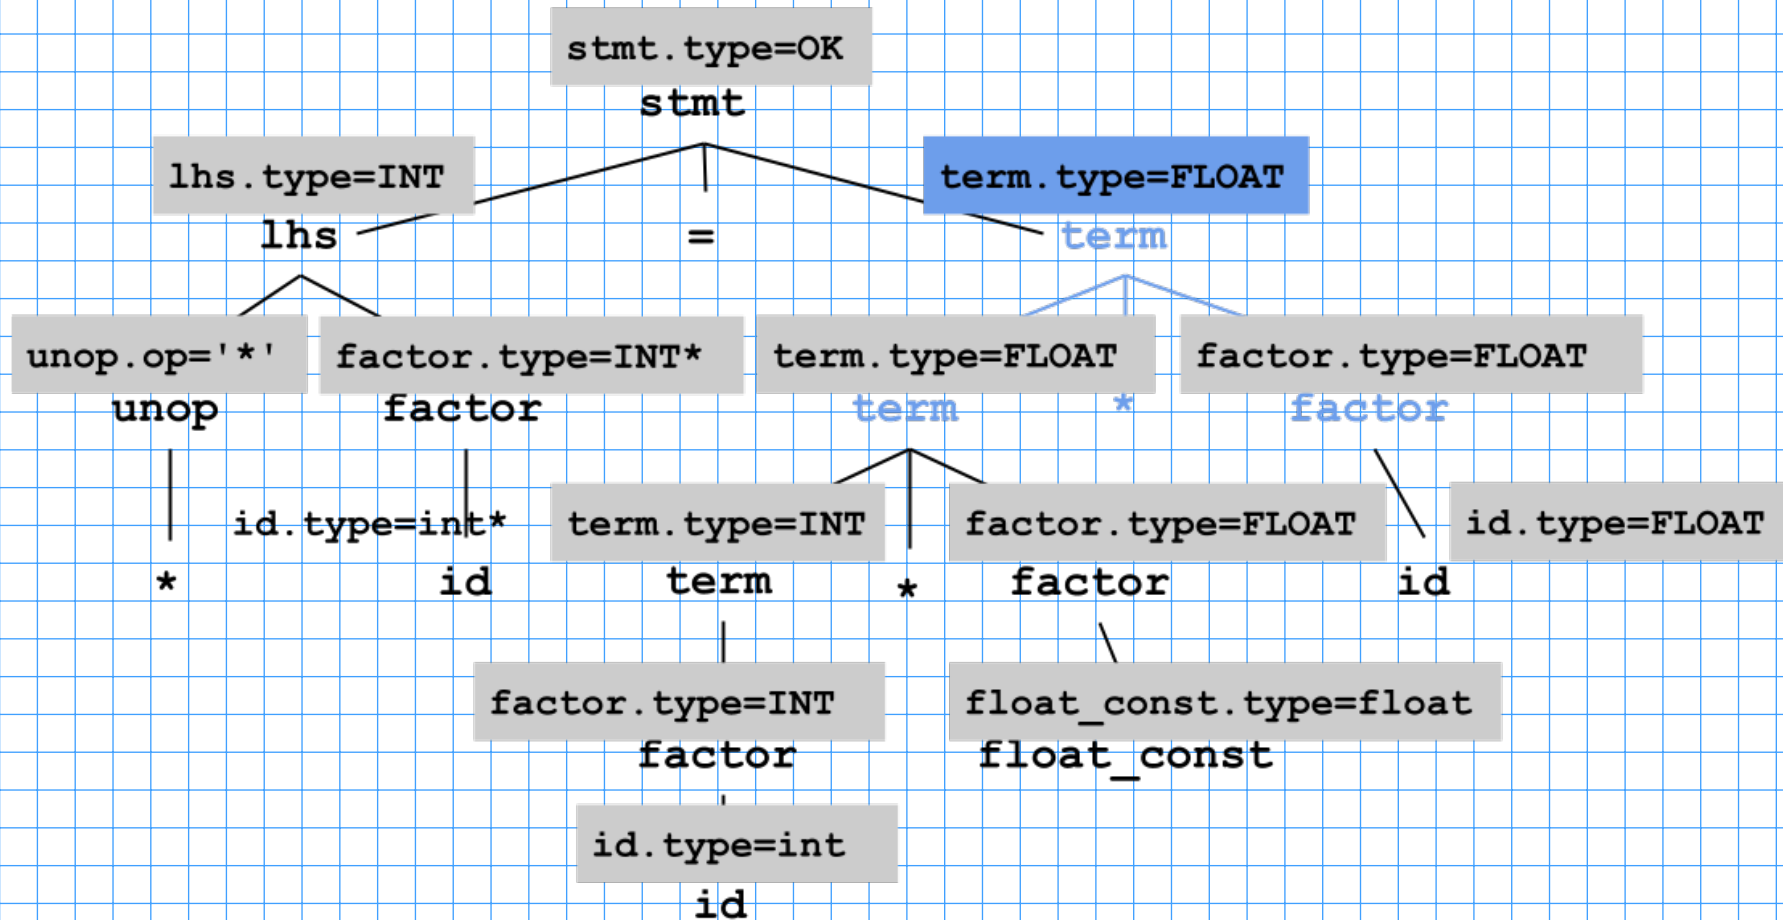 stmt.type=OK
stmt
lhs.type=INT
term.type=FLOAT
lhs
=
term
unop.op='*'
factor.type=INT*
term.type=FLOAT
factor.type=FLOAT
unop
factor
term
*
factor
id.type=int*
term.type=INT
factor.type=FLOAT
id.type=FLOAT
*
id
term
*
factor
id
factor.type=INT
float_const.type=float
factor
float_const
id.type=int
id